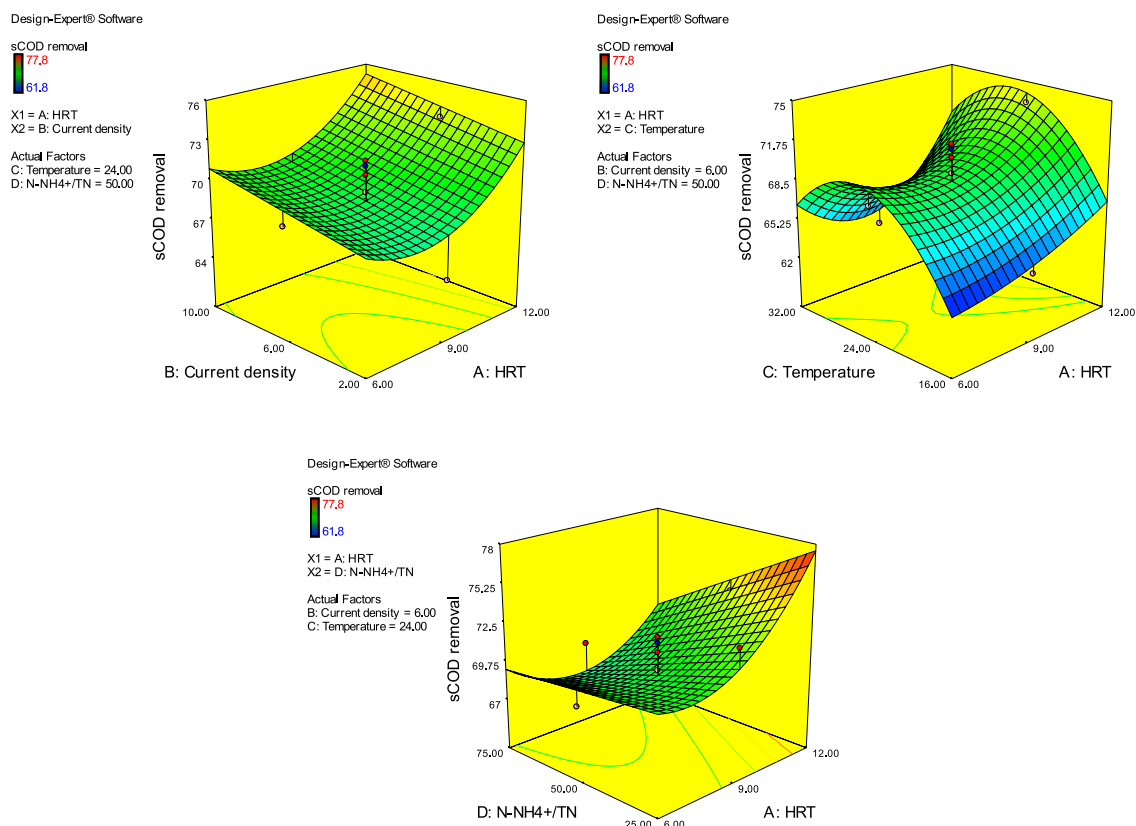 Design-Expert® Software
sCOD removal
77.8
61.8
X1 = A: HRT
X2 = B: Current density
Actual Factors
C: Temperature = 24.00
D: N-NH4+/TN = 50.00
76
73
70
67
64
sCOD removal
10.00
6.00
2.00
6.00
9.00
12.00
B: Current density
A: HRT
Design-Expert® Software
sCOD removal
77.8
61.8
X1 = A: HRT
X2 = C: Temperature
Actual Factors
B: Current density = 6.00
D: N-NH4+/TN = 50.00
75
71.75
68.5
65.25
62
sCOD removal
32.00
24.00
16.00
6.00
9.00
12.00
C: Temperature
A: HRT
Design-Expert® Software
sCOD removal
77.8
61.8
X1 = A: HRT
X2 = D: N-NH4+/TN
Actual Factors
B: Current density = 6.00
C: Temperature = 24.00
78
75.25
72.5
69.75
67
sCOD removal
75.00
50.00
25.00
6.00
9.00
12.00
D: N-NH4+/TN
A: HRT